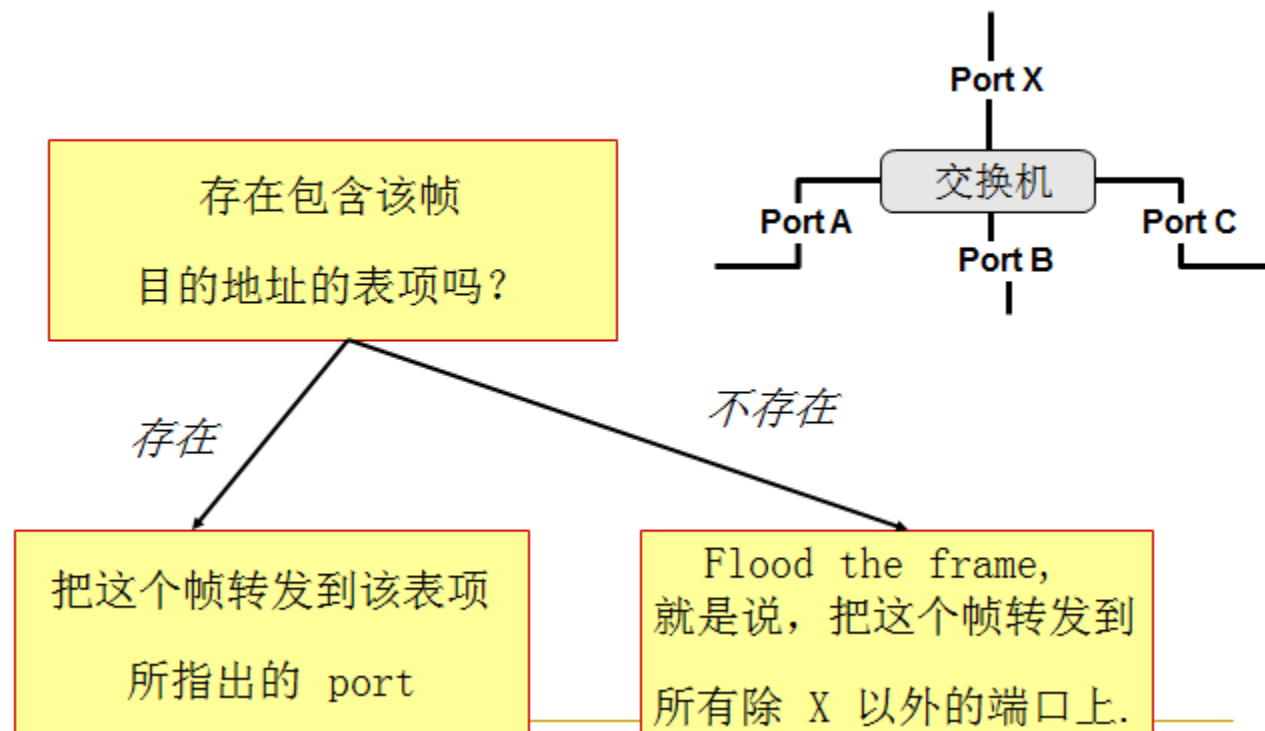 Port X
交换机
Port A
Port C
Port B
存在包含该帧
目的地址的表项吗?
存在
不存在
把这个帧转发到该表项
所指出的 port
Flood the frame,
就是说, 把这个帧转发到
所有除 X 以外的端口上.